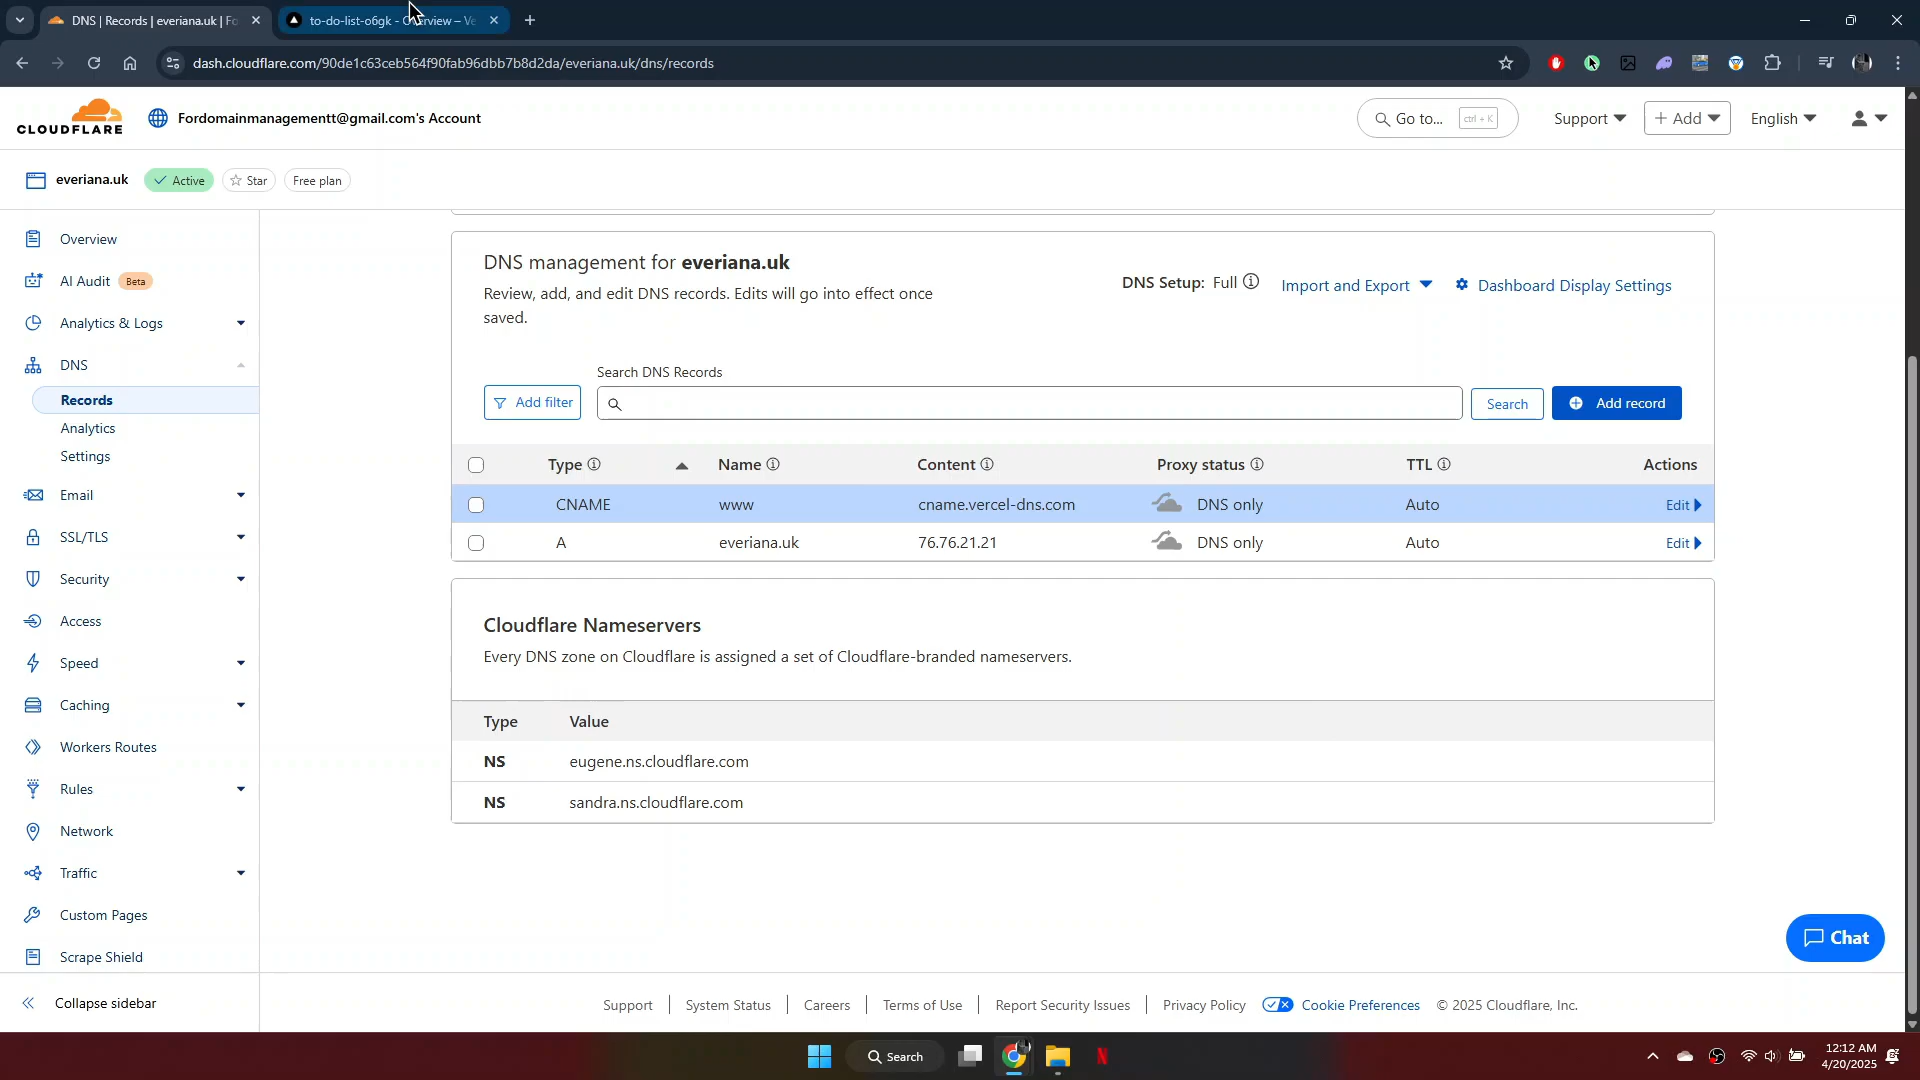 DNS | Records | everiana.uk | Fo
to-do-list-o6gk - Overview – Ve
dash.cloudflare.com/90de1c63ceb564f90fab96dbb7b8d2da/everiana.uk/dns/records
CLOUDFLARE
Fordomainmanagementt@gmail.com's Account
Go to... ctrl + K
Support
+ Add
English
everiana.uk
Active
Star
Free plan
Overview
AI Audit Beta
Analytics & Logs
DNS
Records
Analytics
Settings
Email
SSL/TLS
Security
Access
Speed
Caching
Workers Routes
Rules
Network
Traffic
Custom Pages
Scrape Shield
Collapse sidebar
DNS management for everiana.uk
Review, add, and edit DNS records. Edits will go into effect once
saved.
DNS Setup: Full
Import and Export
Dashboard Display Settings
Search DNS Records
Add filter
Search
Add record
Type Name Content Proxy status TTL Actions
CNAME www cname.vercel-dns.com DNS only Auto Edit
A everiana.uk 76.76.21.21 DNS only Auto Edit
Cloudflare Nameservers
Every DNS zone on Cloudflare is assigned a set of Cloudflare-branded nameservers.
Type Value
NS eugene.ns.cloudflare.com
NS sandra.ns.cloudflare.com
Chat
Support
System Status
Careers
Terms of Use
Report Security Issues
Privacy Policy
Cookie Preferences
© 2025 Cloudflare, Inc.
Search
12:12 AM
4/20/2025